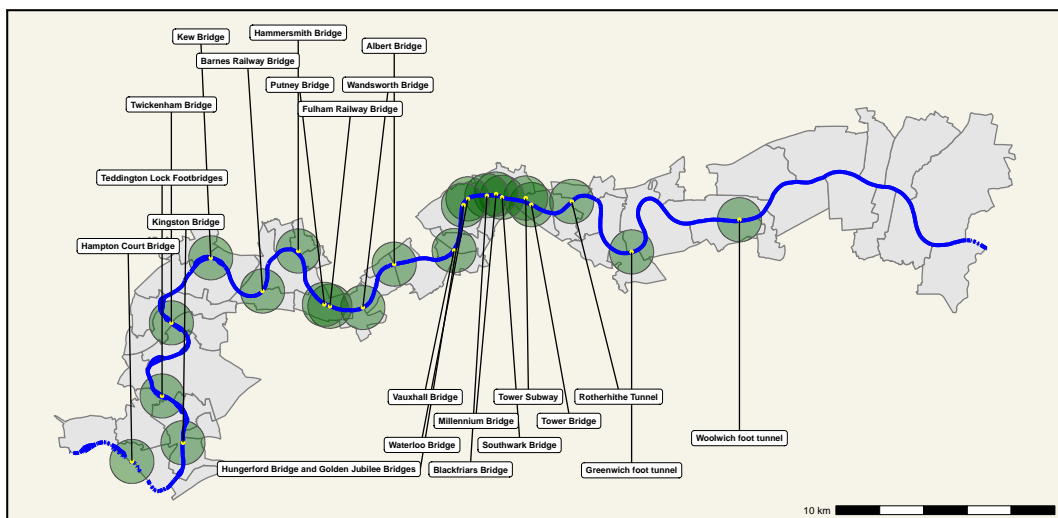 Hammersmith Bridge
Kew Bridge
Albert Bridge
Barnes Railway Bridge
Putney Bridge
Wandsworth Bridge
Twickenham Bridge
Fulham Railway Bridge
Teddington Lock Footbridges
Kingston Bridge
Hampton Court Bridge
Vauxhall Bridge
Tower Subway
Rotherhithe Tunnel
Millennium Bridge
Tower Bridge
Woolwich foot tunnel
Waterloo Bridge
Southwark Bridge
Hungerford Bridge and Golden Jubilee Bridges
Blackfriars Bridge
Greenwich foot tunnel
10 km